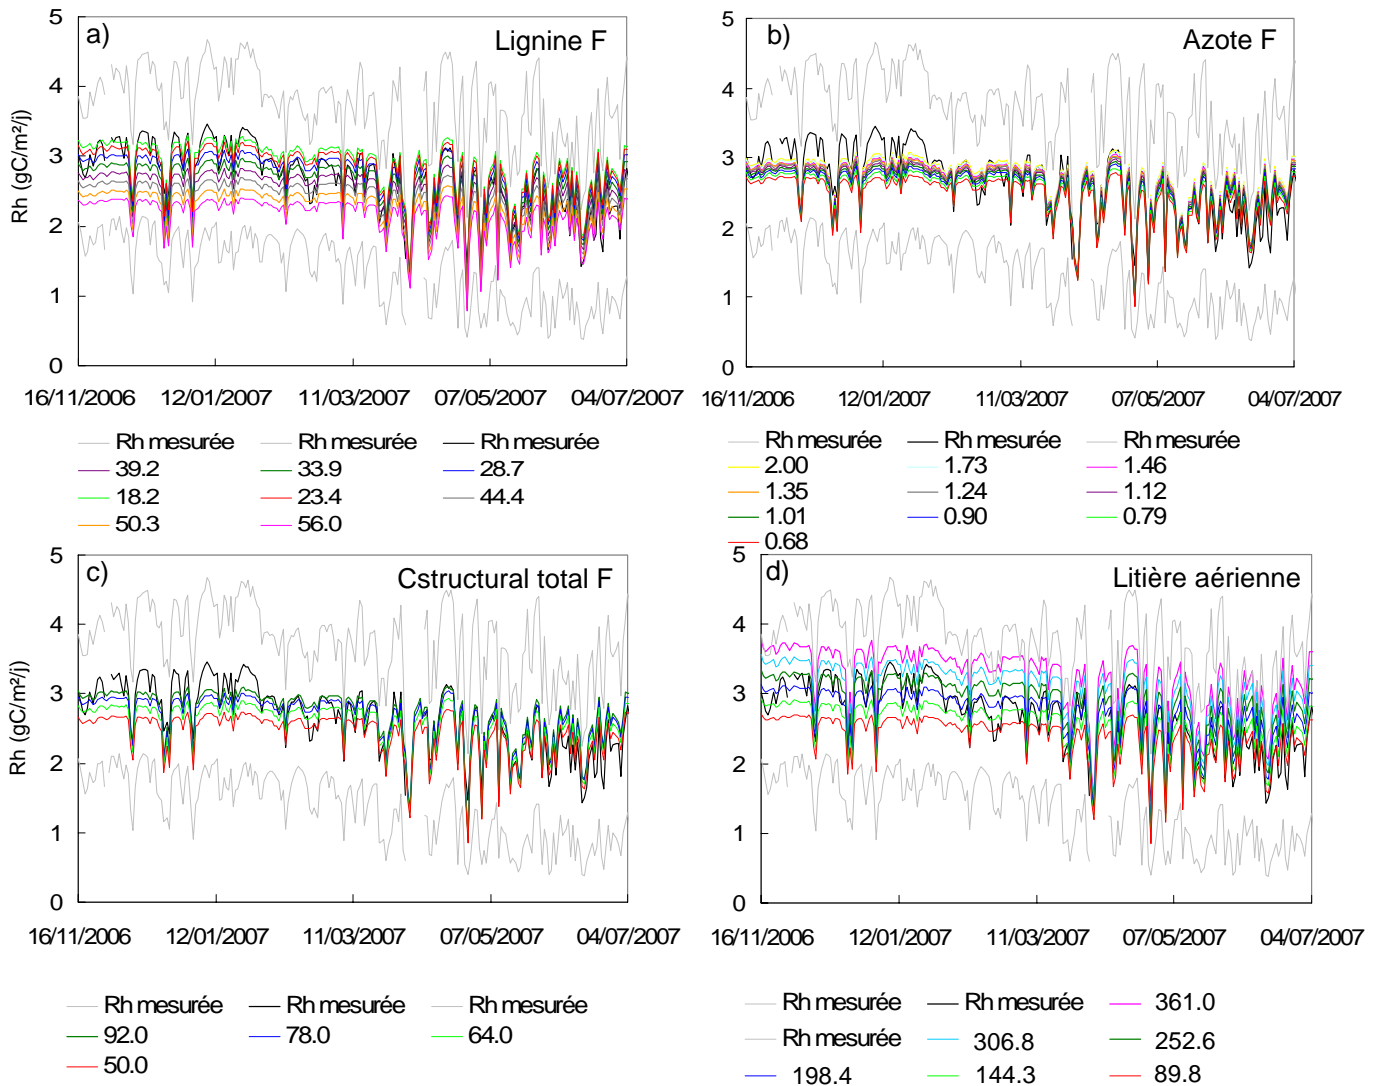 a)
Lignine F
Rh (gC/m²/j)
5
4
3
2
1
0
16/11/2006 12/01/2007 11/03/2007 07/05/2007 04/07/2007
Rh mesurée Rh mesurée Rh mesurée
39.2 33.9 28.7
18.2 23.4 44.4
50.3 56.0
b)
Azote F
5
4
3
2
1
0
16/11/2006 12/01/2007 11/03/2007 07/05/2007 04/07/2007
Rh mesurée Rh mesurée Rh mesurée
2.00 1.73 1.46
1.35 1.24 1.12
1.01 0.90 0.79
0.68
c)
Cstructural total F
Rh (gC/m²/j)
5
4
3
2
1
0
16/11/2006 12/01/2007 11/03/2007 07/05/2007 04/07/2007
Rh mesurée Rh mesurée Rh mesurée
92.0 78.0 64.0
50.0
d)
Litière aérienne
5
4
3
2
1
0
16/11/2006 12/01/2007 11/03/2007 07/05/2007 04/07/2007
Rh mesurée Rh mesurée 361.0
Rh mesurée 306.8 252.6
198.4 144.3 89.8